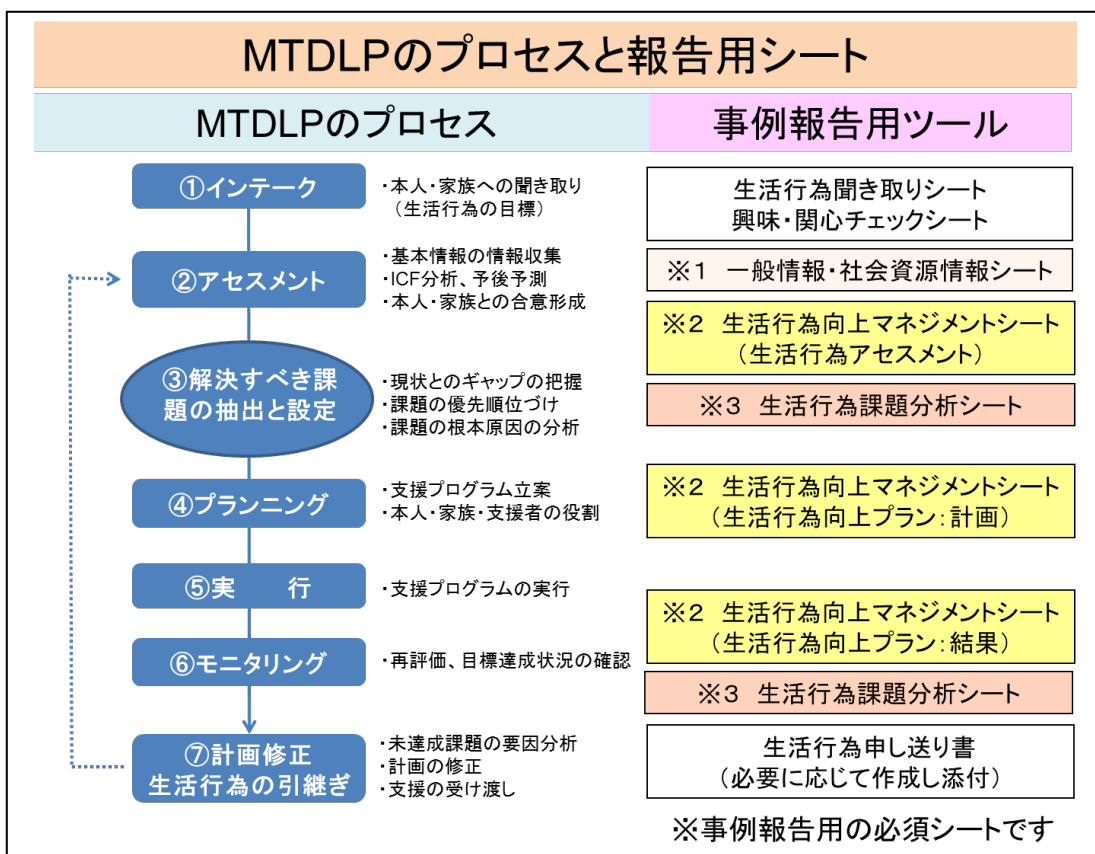 MTDLPのプロセスと報告用シート
MTDLPのプロセス
事例報告用ツール
①インテーク
・本人・家族への聞き取り
（生活行為の目標）
生活行為聞き取りシート
興味・関心チェックシート
②アセスメント
・基本情報の情報収集
・ICF分析、予後予測
・本人・家族との合意形成
※１ 一般情報・社会資源情報シート
※２ 生活行為向上マネジメントシート
（生活行為アセスメント）
③解決すべき課
題の抽出と設定
・現状とのギャップの把握
・課題の優先順位づけ
・課題の根本原因の分析
※３ 生活行為課題分析シート
④プランニング
・支援プログラム立案
・本人・家族・支援者の役割
※２ 生活行為向上マネジメントシート
（生活行為向上プラン：計画）
⑤実　行
・支援プログラムの実行
※２ 生活行為向上マネジメントシート
（生活行為向上プラン：結果）
⑥モニタリング
・再評価、目標達成状況の確認
※３ 生活行為課題分析シート
⑦計画修正
生活行為の引継ぎ
・未達成課題の要因分析
・計画の修正
・支援の受け渡し
生活行為申し送り書
（必要に応じて作成し添付）
※事例報告用の必須シートです